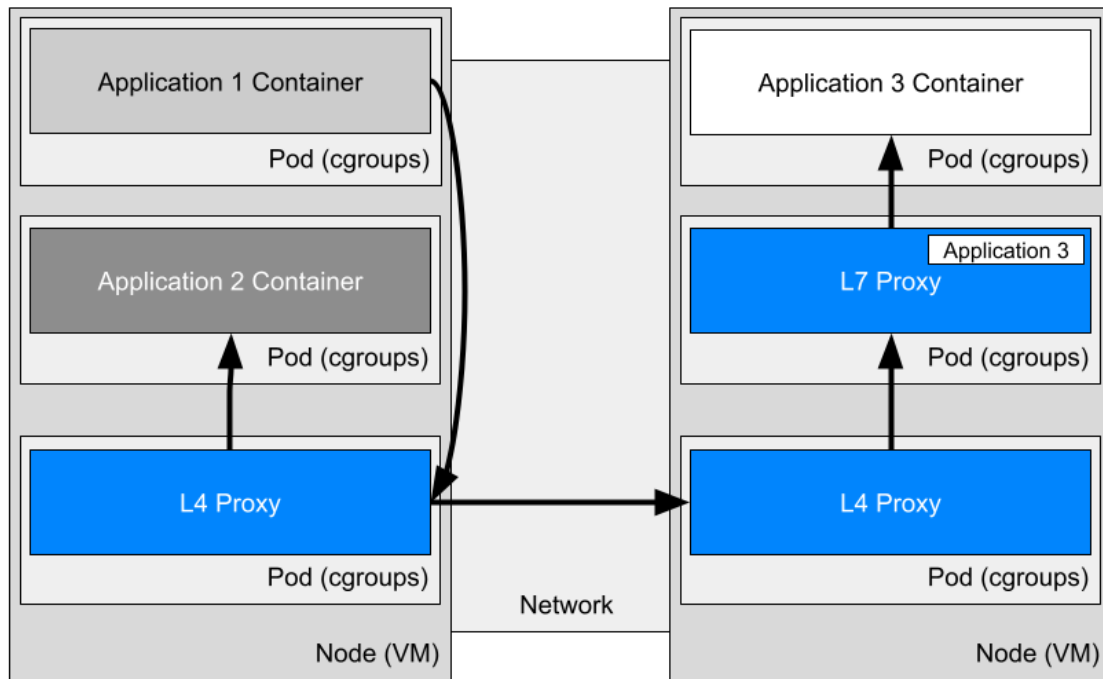 Application 1 Container
Pod (cgroups)
Application 2 Container
Pod (cgroups)
L4 Proxy
Pod (cgroups)
Node (VM)
Network
Application 3 Container
Pod (cgroups)
Application 3
L7 Proxy
Pod (cgroups)
L4 Proxy
Pod (cgroups)
Node (VM)